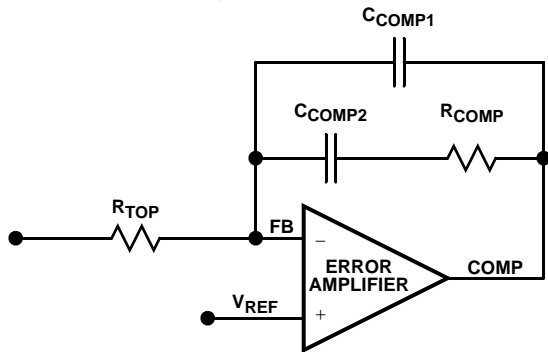 CCOMP1
CCOMP2
RCOMP
RTOP
FB
−
ERROR
AMPLIFIER
COMP
VREF
+